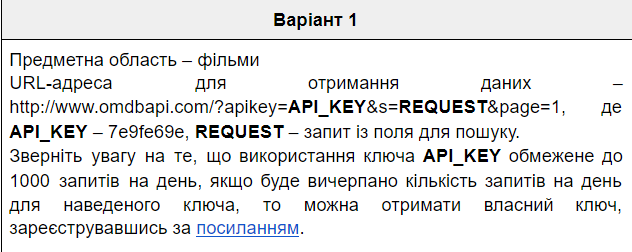 Варіант 1
Предметна область – фільми
URL-адреса для отримання даних –
http://www.omdbapi.com/?apikey=API_KEY&s=REQUEST&page=1, де
API_KEY – 7e9fe69e, REQUEST – запит із поля для пошуку.
Зверніть увагу на те, що використання ключа API_KEY обмежене до
1000 запитів на день, якщо буде вичерпано кількість запитів на день
для наведеного ключа, то можна отримати власний ключ,
зареєструвавшись за посиланням.